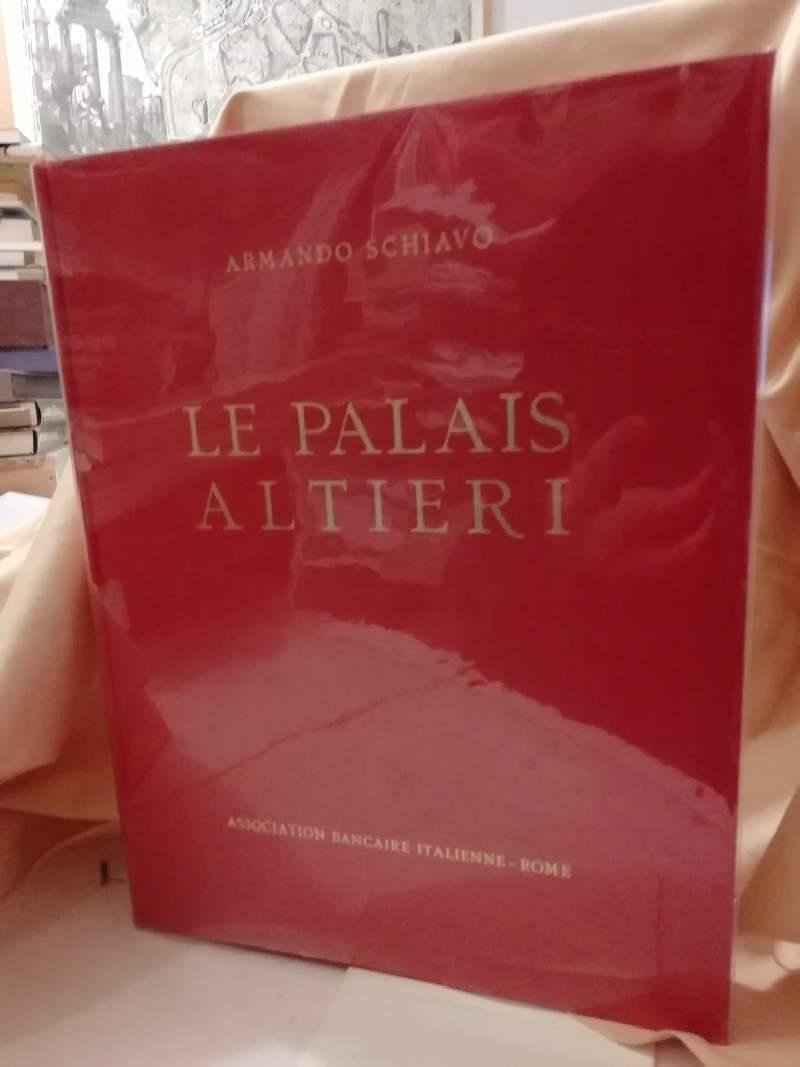 ARMANDO SCHIAVO
LE PALAIS
ALTIERI
ASSOCIATION BANCAIRE ITALIENNE - ROME